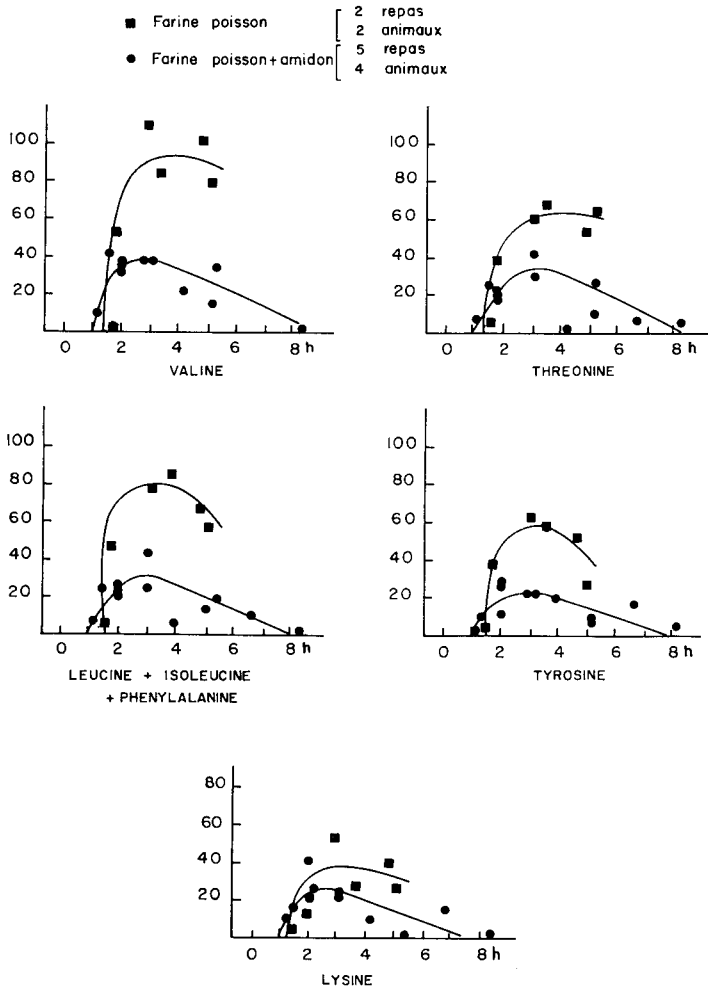 ■ Farine poisson [ 2 repas
2 animaux
● Farine poisson + amidon [ 5 repas
4 animaux
100
80
60
40
20
0 2 4 6 8 h
VALINE
100
80
60
40
20
0 2 4 6 8 h
THREONINE
100
80
60
40
20
0 2 4 6 8 h
LEUCINE + ISOLEUCINE
+ PHENYLALANINE
100
80
60
40
20
0 2 4 6 8 h
TYROSINE
80
60
40
20
0 2 4 6 8 h
LYSINE